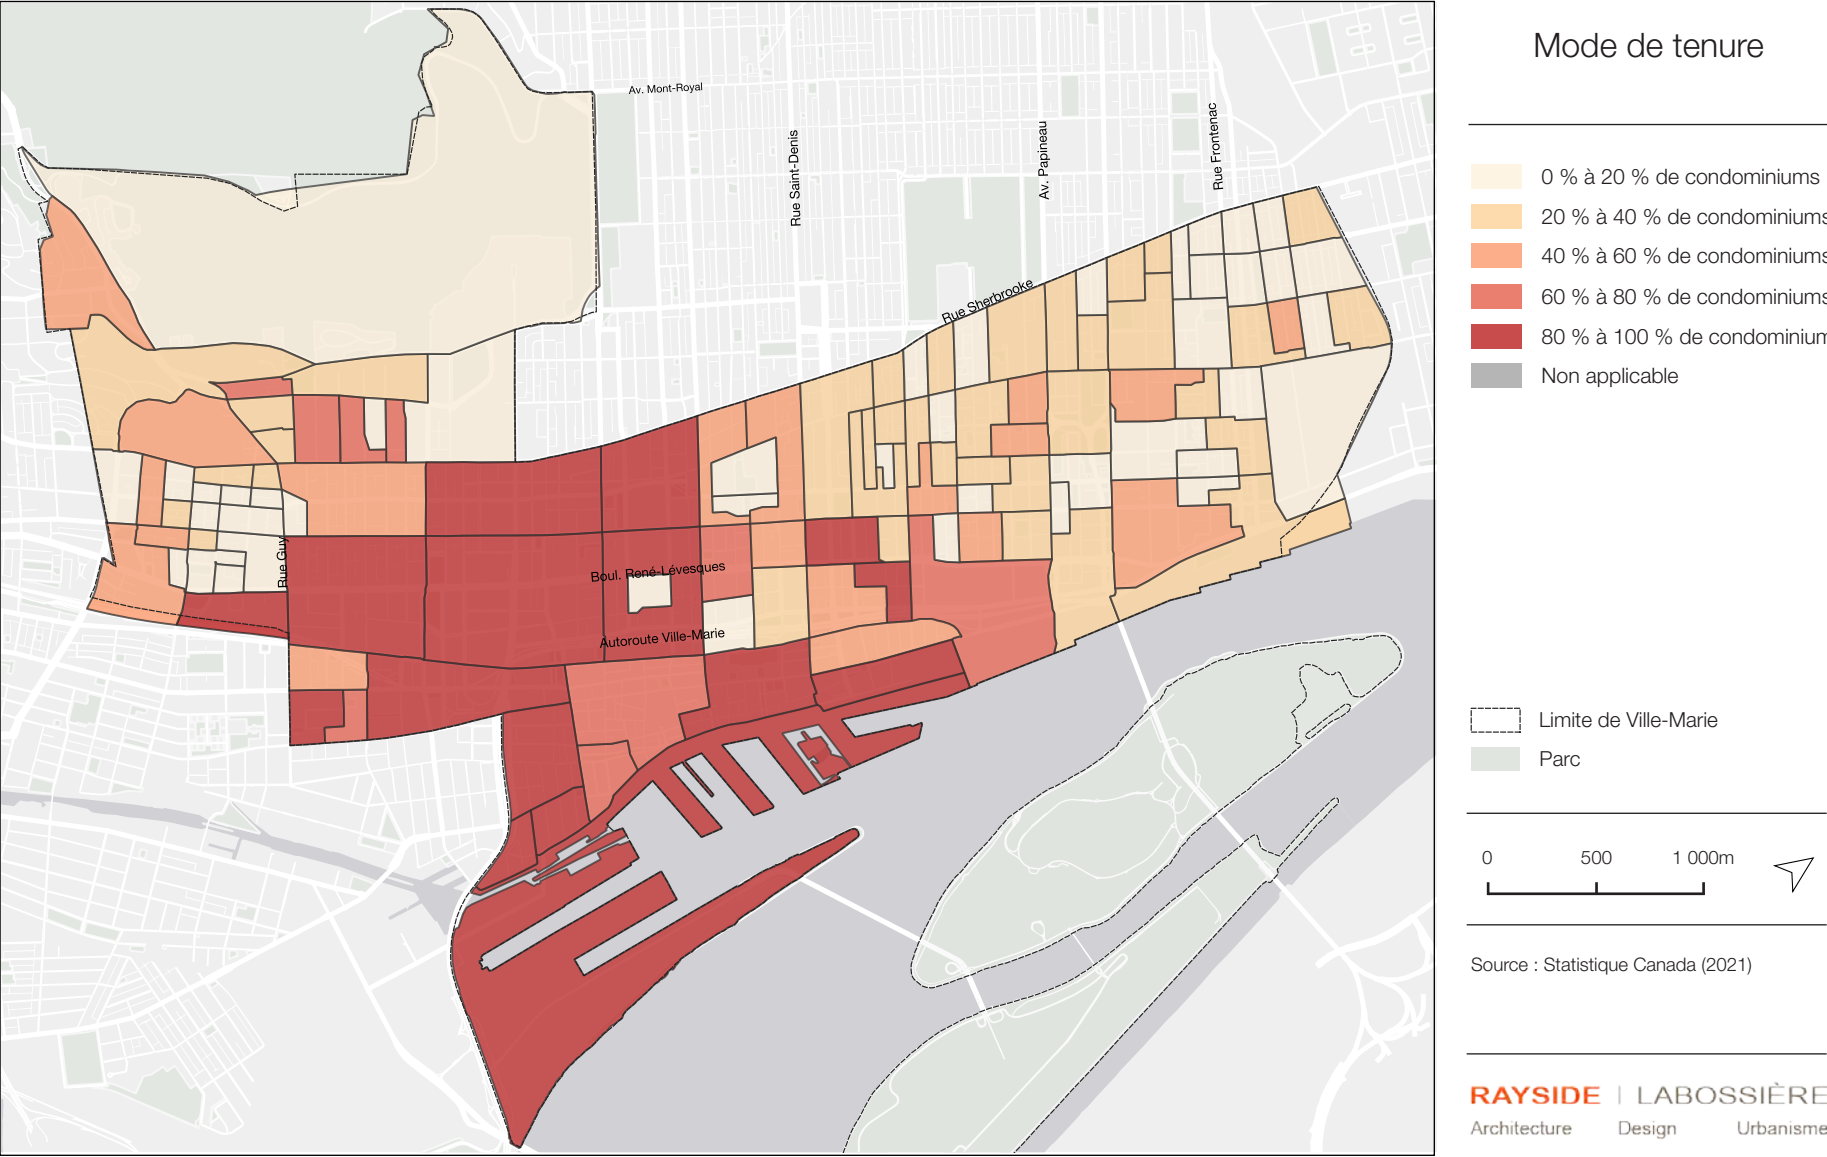 Mode de tenure
0 % à 20 % de condominiums
20 % à 40 % de condominiums
40 % à 60 % de condominiums
60 % à 80 % de condominiums
80 % à 100 % de condominium
Non applicable
Av. Mont-Royal
Rue Saint-Denis
Av. Papineau
Rue Frontenac
Rue Sherbrooke
Rue Guy
Boul. René-Lévesques
Autoroute Ville-Marie
Limite de Ville-Marie
Parc
0 500 1 000m
Source : Statistique Canada (2021)
RAYSIDE | LABOSSIÈRE
Architecture Design Urbanisme